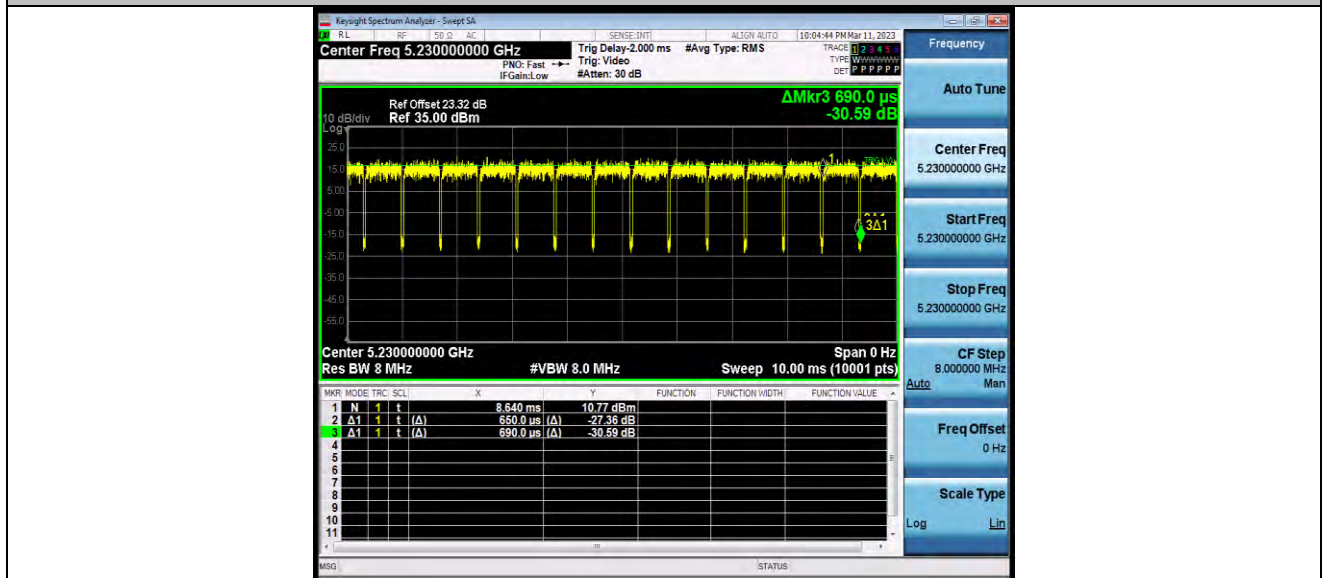 Keysight Spectrum Analyzer - Swept SA
RL RF 50 Ω AC SENSE:INT ALIGN AUTO 10:04:44 PM Mar 11, 2023
Center Freq 5.230000000 GHz
Trig Delay-2.000 ms #Avg Type: RMS
TRACE 1 2 3 4 5 6
PNO: Fast
Trig: Video
TYPE WWWWWW
IFGain:Low
#Atten: 30 dB
DET P P P P P P
Frequency
ΔMkr3 690.0 µs
-30.59 dB
Ref Offset 23.32 dB
10 dB/div Ref 35.00 dBm
Log
25.0
15.0
5.00
-5.00
-15.0
-25.0
-35.0
-45.0
-55.0
1
3Δ1
Center 5.230000000 GHz Span 0 Hz
Res BW 8 MHz #VBW 8.0 MHz Sweep 10.00 ms (10001 pts)
MKR MODE TRC SCL X Y FUNCTION FUNCTION WIDTH FUNCTION VALUE
1 N 1 t 8.640 ms 10.77 dBm
2 Δ1 1 t (Δ) 650.0 µs (Δ) -27.36 dB
3 Δ1 1 t (Δ) 690.0 µs (Δ) -30.59 dB
4
5
6
7
8
9
10
11
MSG STATUS
Auto Tune
Center Freq
5.230000000 GHz
Start Freq
5.230000000 GHz
Stop Freq
5.230000000 GHz
CF Step
8.000000 MHz
Auto Man
Freq Offset
0 Hz
Scale Type
Log Lin